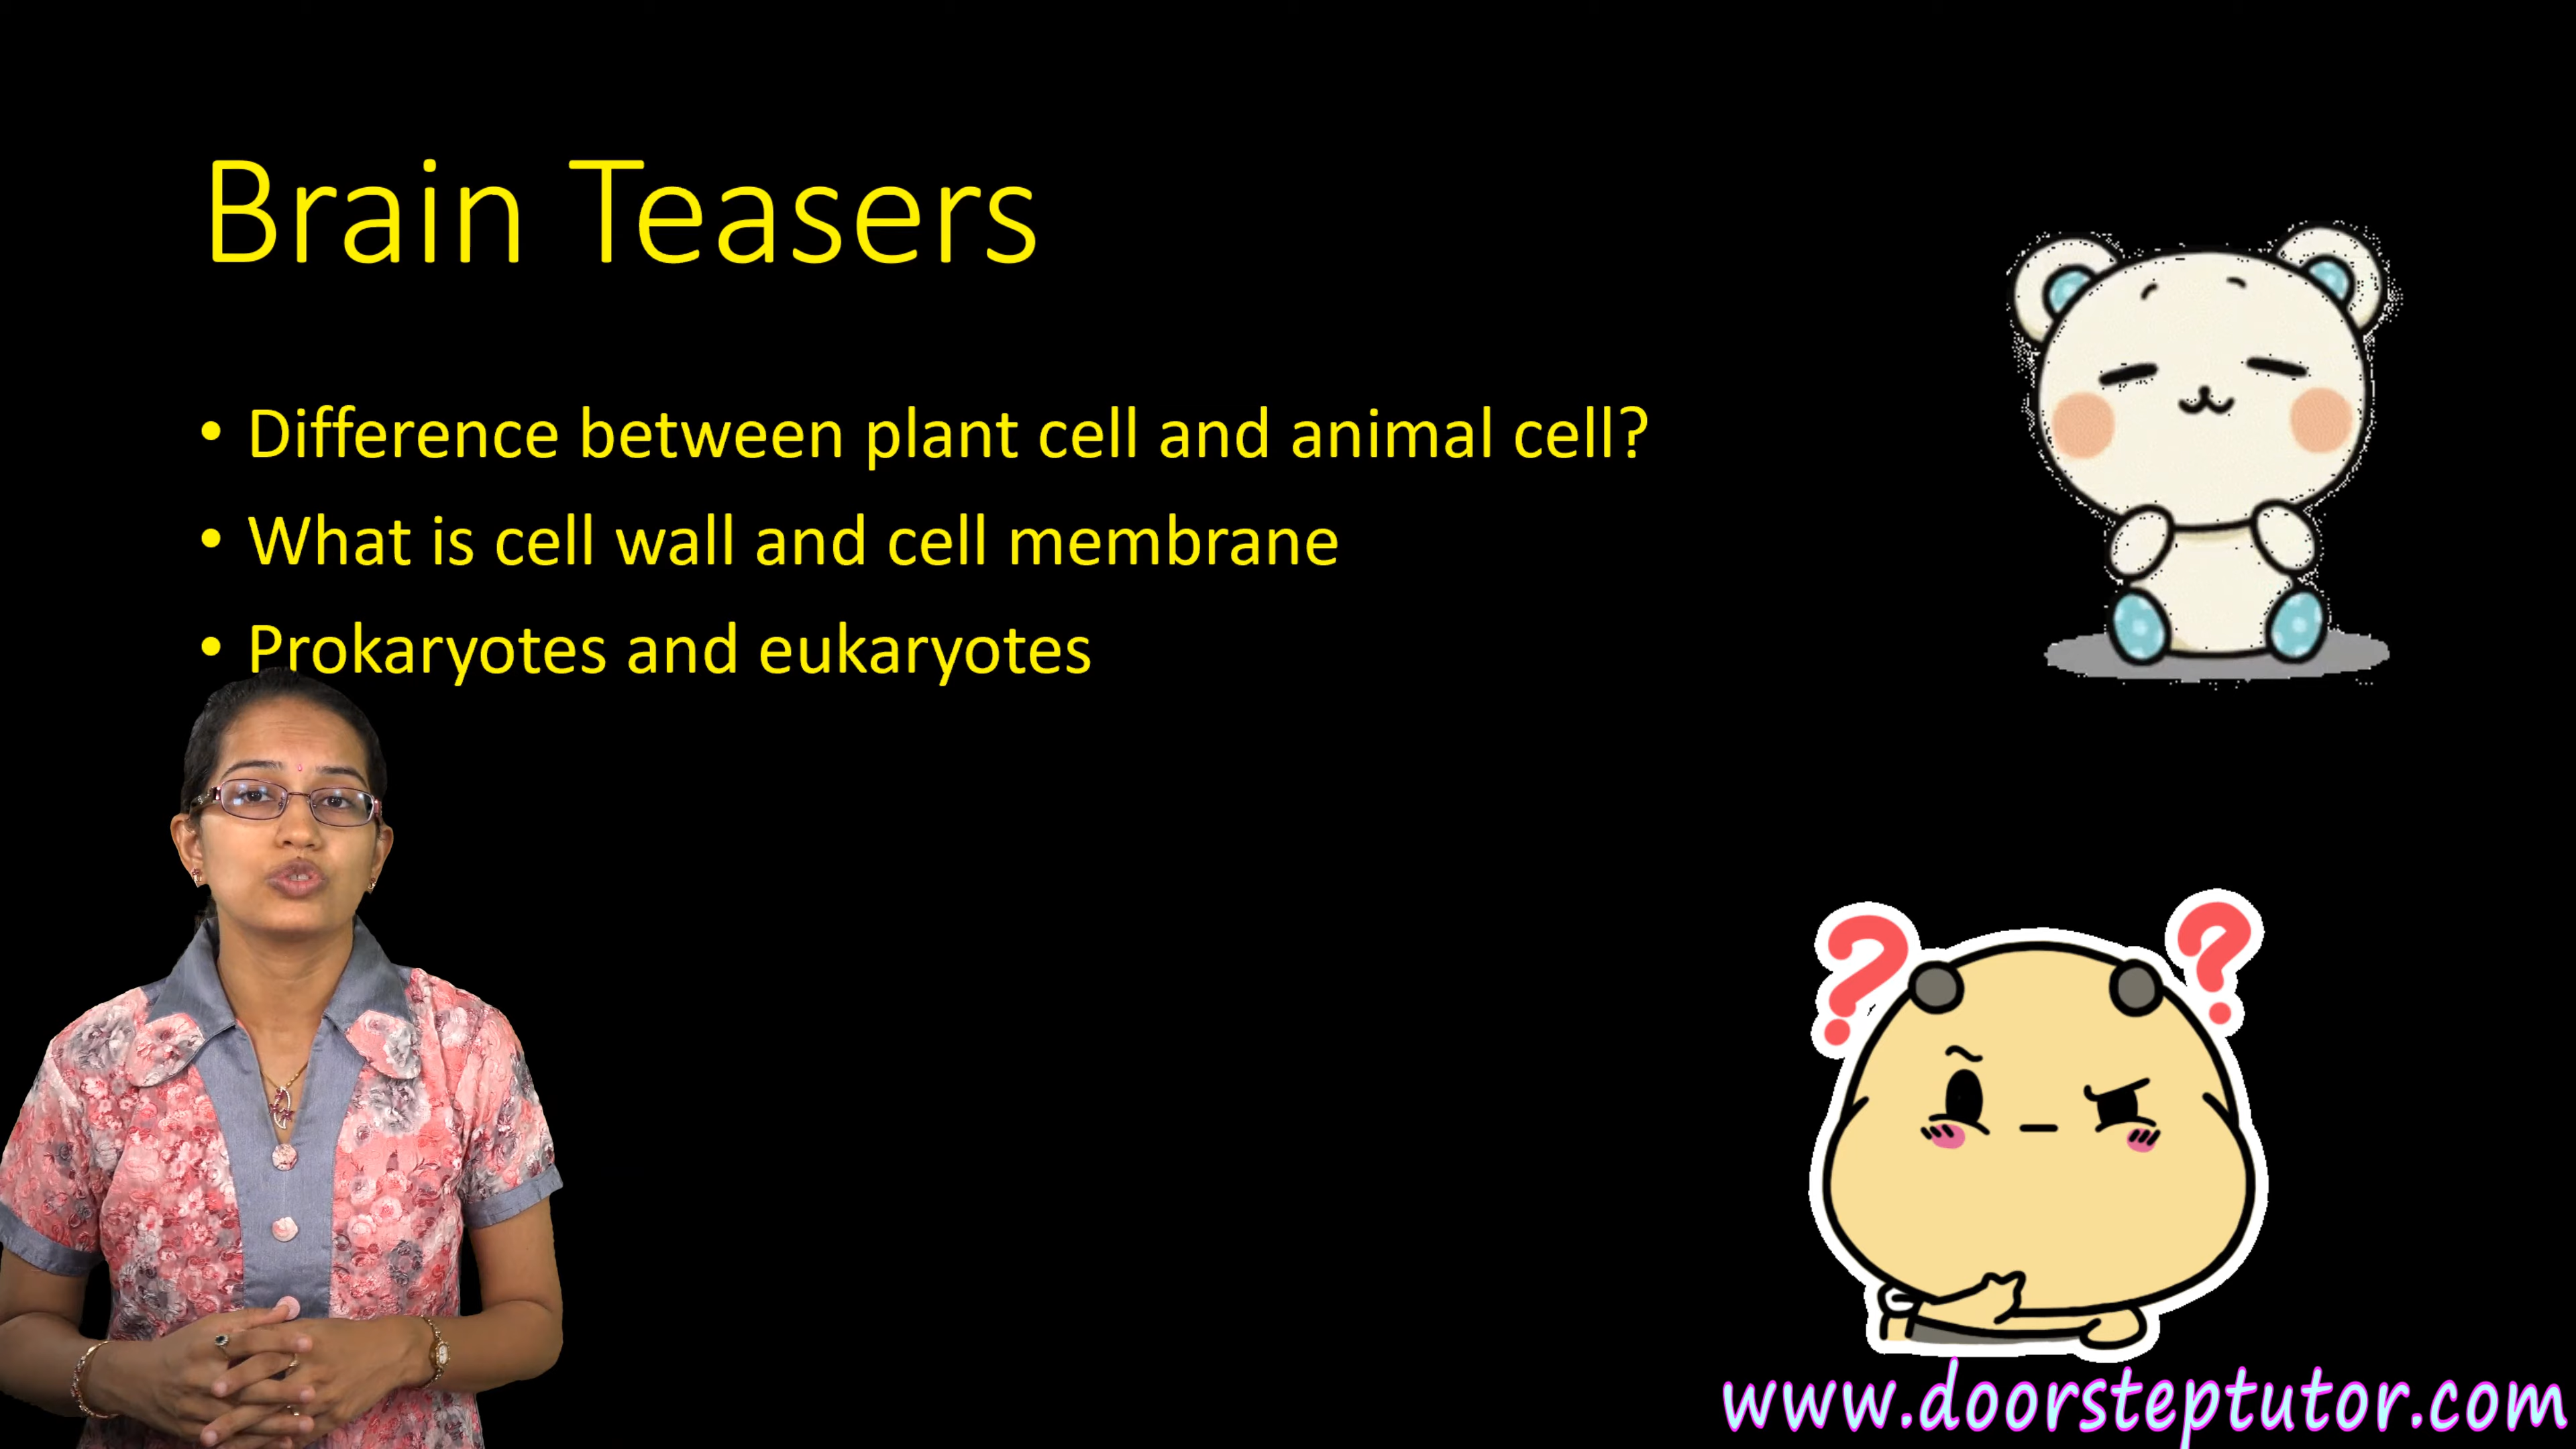 Brain Teasers
• Difference between plant cell and animal cell?
• What is cell wall and cell membrane
• Prokaryotes and eukaryotes
? ?
www.doorsteptutor.com